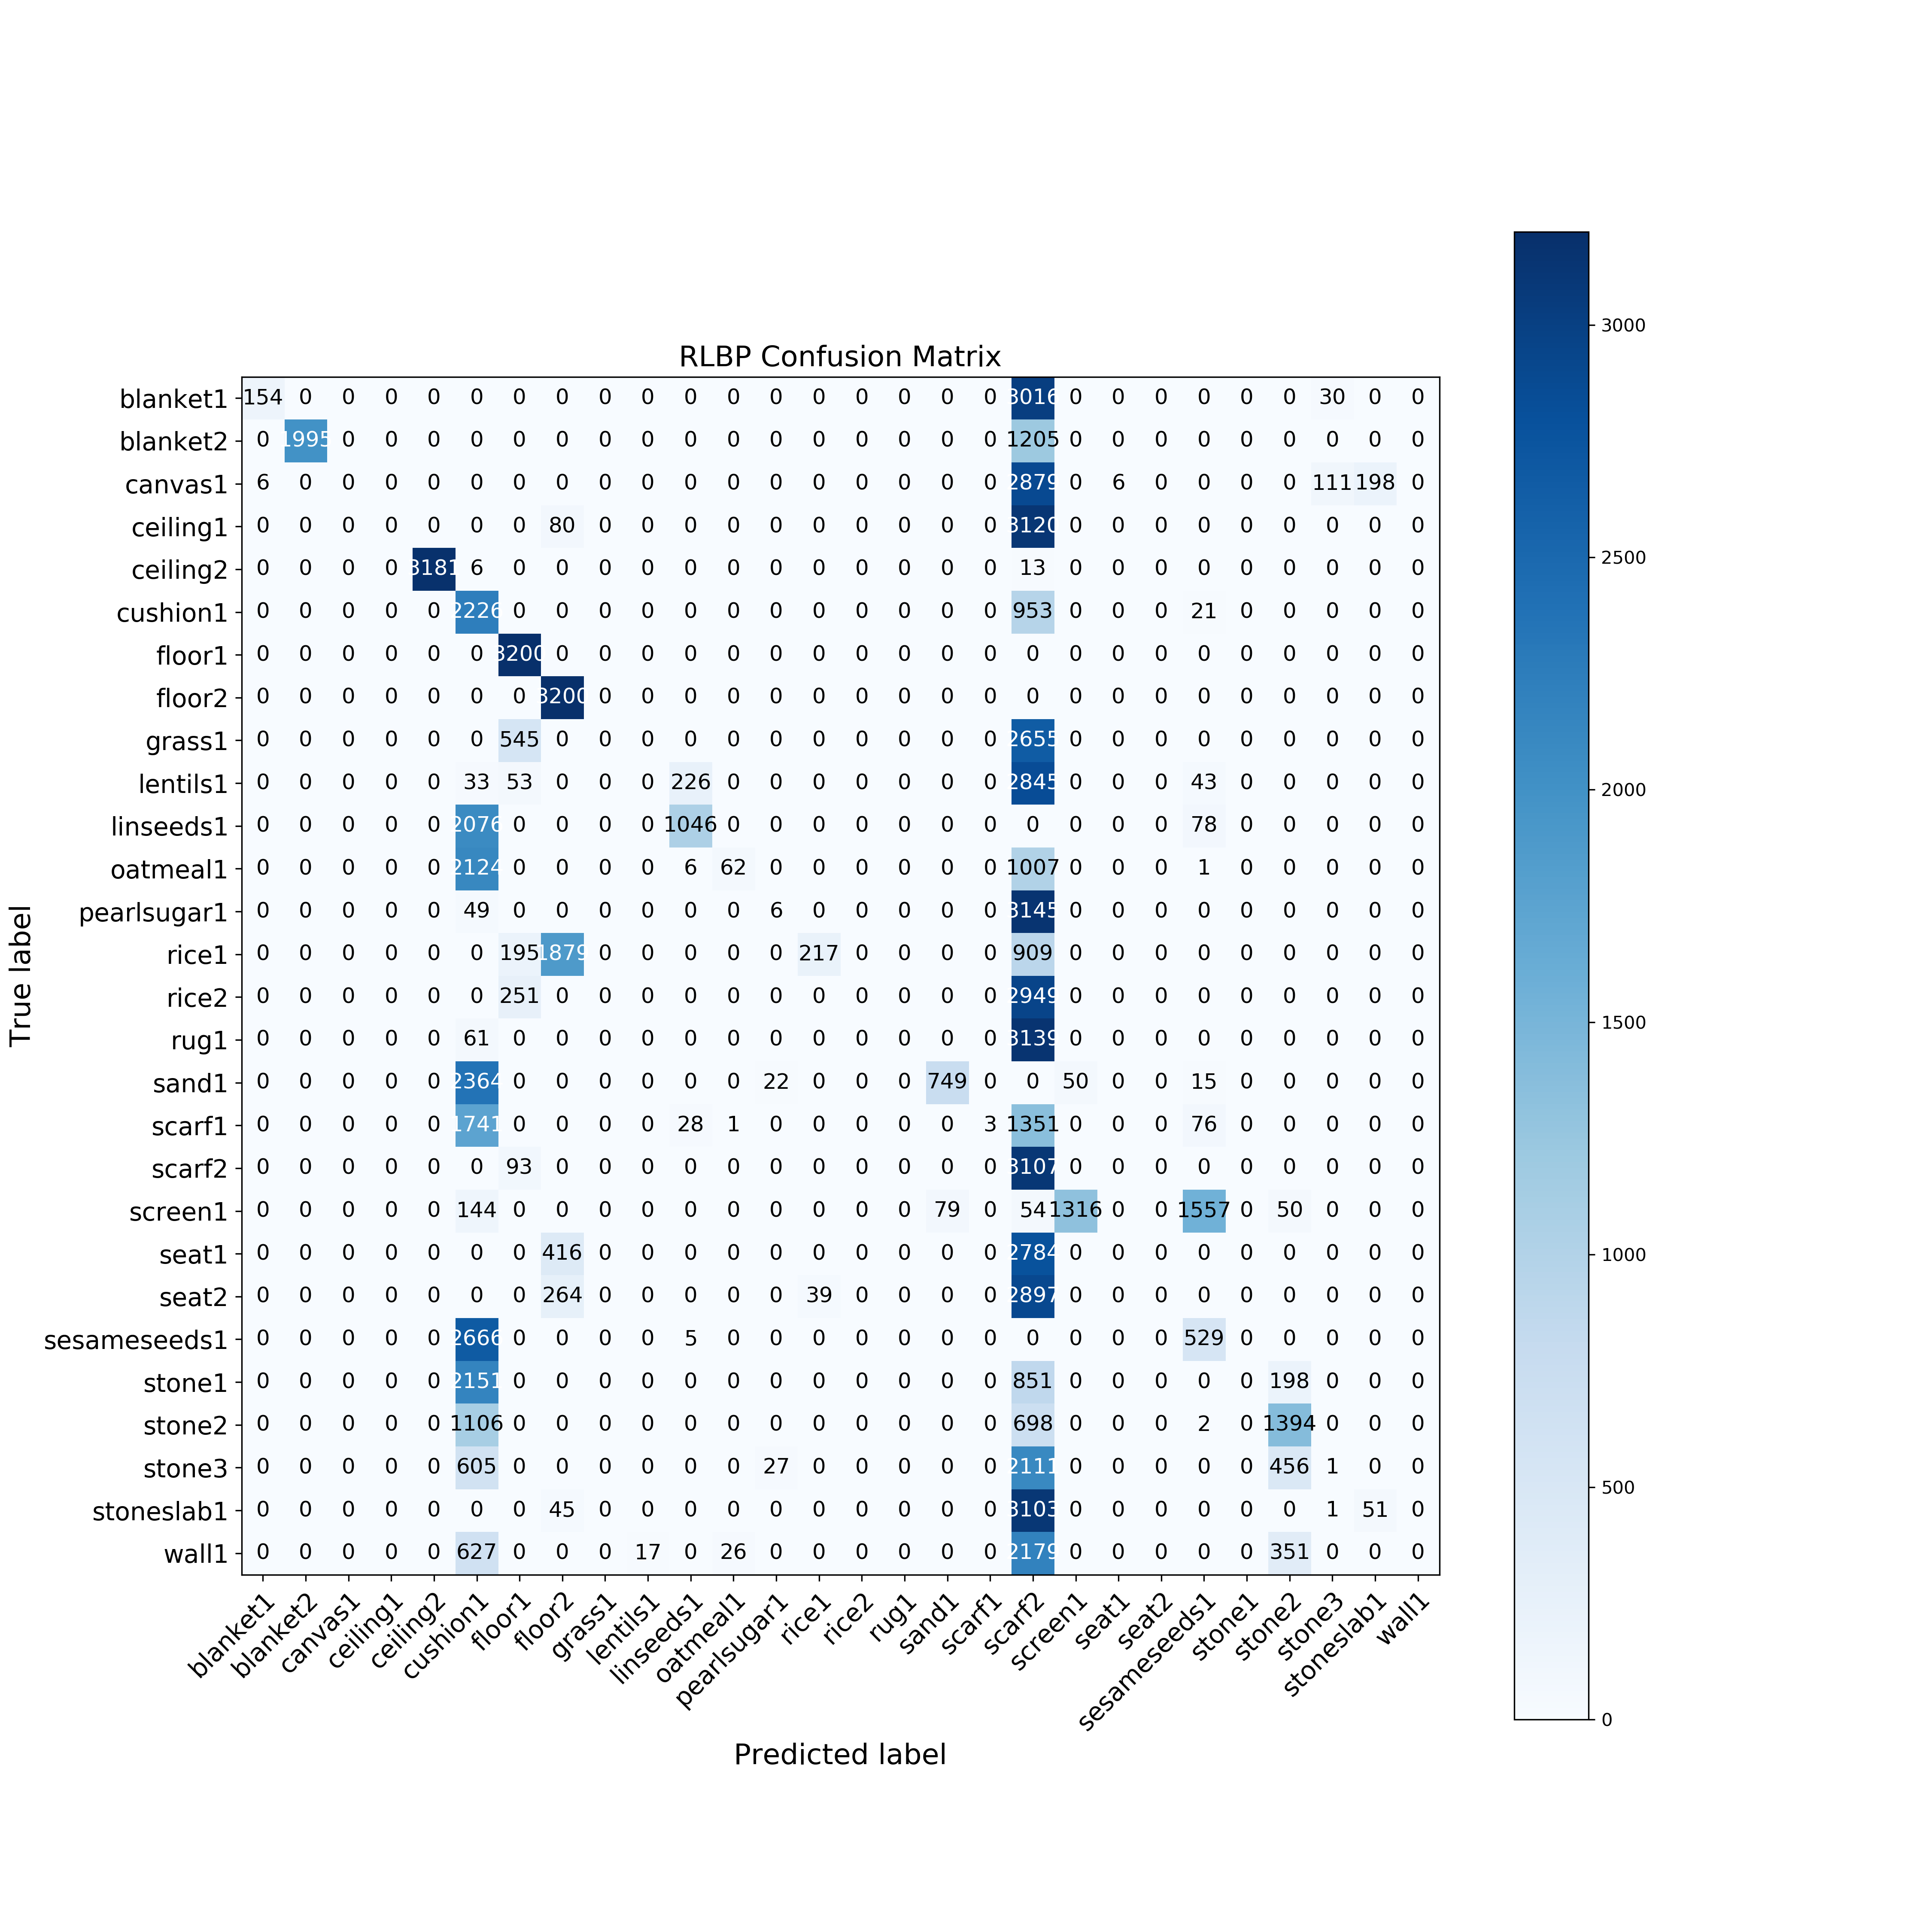 RLBP Confusion Matrix
blanket1 154 0 0 0 0 0 0 0 0 0 0 0 0 0 0 0 0 0 3016 0 0 0 0 0 0 30 0 0
blanket2 0 1995 0 0 0 0 0 0 0 0 0 0 0 0 0 0 0 0 1205 0 0 0 0 0 0 0 0 0
canvas1 6 0 0 0 0 0 0 0 0 0 0 0 0 0 0 0 0 0 2879 0 6 0 0 0 0 111 198 0
ceiling1 0 0 0 0 0 0 0 80 0 0 0 0 0 0 0 0 0 0 3120 0 0 0 0 0 0 0 0 0
ceiling2 0 0 0 0 3181 6 0 0 0 0 0 0 0 0 0 0 0 0 13 0 0 0 0 0 0 0 0 0
cushion1 0 0 0 0 0 2226 0 0 0 0 0 0 0 0 0 0 0 0 953 0 0 0 21 0 0 0 0 0
floor1 0 0 0 0 0 0 3200 0 0 0 0 0 0 0 0 0 0 0 0 0 0 0 0 0 0 0 0 0
floor2 0 0 0 0 0 0 0 3200 0 0 0 0 0 0 0 0 0 0 0 0 0 0 0 0 0 0 0 0
grass1 0 0 0 0 0 0 545 0 0 0 0 0 0 0 0 0 0 0 2655 0 0 0 0 0 0 0 0 0
lentils1 0 0 0 0 0 33 53 0 0 0 226 0 0 0 0 0 0 0 2845 0 0 0 43 0 0 0 0 0
linseeds1 0 0 0 0 0 2076 0 0 0 0 1046 0 0 0 0 0 0 0 0 0 0 0 78 0 0 0 0 0
oatmeal1 0 0 0 0 0 2124 0 0 0 0 6 62 0 0 0 0 0 0 1007 0 0 0 1 0 0 0 0 0
pearlsugar1 0 0 0 0 0 49 0 0 0 0 0 0 6 0 0 0 0 0 3145 0 0 0 0 0 0 0 0 0
rice1 0 0 0 0 0 0 195 1879 0 0 0 0 0 217 0 0 0 0 909 0 0 0 0 0 0 0 0 0
rice2 0 0 0 0 0 0 251 0 0 0 0 0 0 0 0 0 0 0 2949 0 0 0 0 0 0 0 0 0
rug1 0 0 0 0 0 61 0 0 0 0 0 0 0 0 0 0 0 0 3139 0 0 0 0 0 0 0 0 0
sand1 0 0 0 0 0 2364 0 0 0 0 0 0 22 0 0 0 749 0 0 50 0 0 15 0 0 0 0 0
scarf1 0 0 0 0 0 1741 0 0 0 0 28 1 0 0 0 0 0 3 1351 0 0 0 76 0 0 0 0 0
scarf2 0 0 0 0 0 0 93 0 0 0 0 0 0 0 0 0 0 0 3107 0 0 0 0 0 0 0 0 0
screen1 0 0 0 0 0 144 0 0 0 0 0 0 0 0 0 0 79 0 54 1316 0 0 1557 0 50 0 0 0
seat1 0 0 0 0 0 0 0 416 0 0 0 0 0 0 0 0 0 0 2784 0 0 0 0 0 0 0 0 0
seat2 0 0 0 0 0 0 0 264 0 0 0 0 0 39 0 0 0 0 2897 0 0 0 0 0 0 0 0 0
sesameseeds1 0 0 0 0 0 2666 0 0 0 0 5 0 0 0 0 0 0 0 0 0 0 0 529 0 0 0 0 0
stone1 0 0 0 0 0 2151 0 0 0 0 0 0 0 0 0 0 0 0 851 0 0 0 0 0 198 0 0 0
stone2 0 0 0 0 0 1106 0 0 0 0 0 0 0 0 0 0 0 0 698 0 0 0 2 0 1394 0 0 0
stone3 0 0 0 0 0 605 0 0 0 0 0 0 27 0 0 0 0 0 2111 0 0 0 0 0 456 1 0 0
stoneslab1 0 0 0 0 0 0 0 45 0 0 0 0 0 0 0 0 0 0 3103 0 0 0 0 0 0 1 51 0
wall1 0 0 0 0 0 627 0 0 0 17 0 26 0 0 0 0 0 0 2179 0 0 0 0 0 351 0 0 0
blanket1 blanket2 canvas1 ceiling1 ceiling2 cushion1 floor1 floor2 grass1 lentils1 linseeds1 oatmeal1 pearlsugar1 rice1 rice2 rug1 sand1 scarf1 scarf2 screen1 seat1 seat2 sesameseeds1 stone1 stone2 stone3 stoneslab1 wall1
Predicted label
True label
3000
2500
2000
1500
1000
500
0